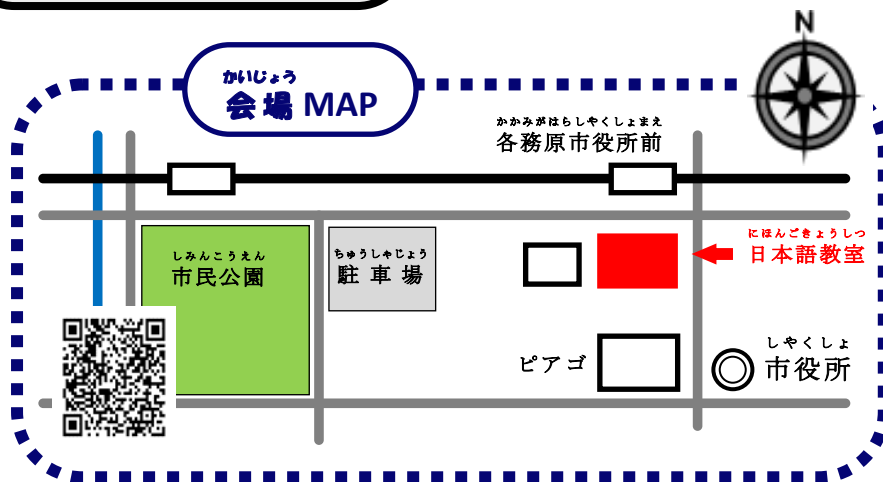 かいじょう
会場 MAP
N
かかみがはらしやくしょまえ
各務原市役所前
にほんごきょうしつ
日本語教室
しみんこうえん
市民公園
ちゅうしゃじょう
駐車場
ピアゴ
しやくしょ
市役所